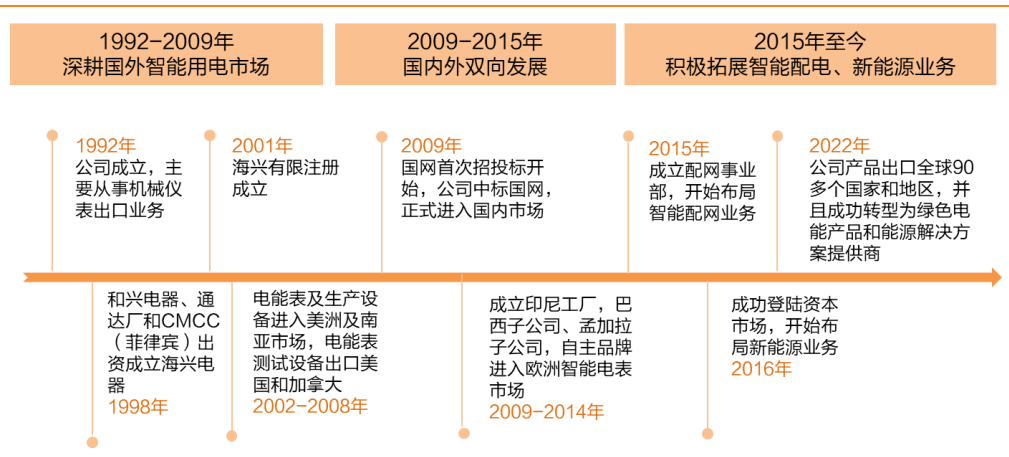 1992-2009年
深耕国外智能用电市场
2009-2015年
国内外双向发展
2015年至今
积极拓展智能配电、新能源业务
1992年
公司成立，主
要从事机械仪
表出口业务
2001年
海兴有限注册
成立
2009年
国网首次招投标开
始，公司中标国网，
正式进入国内市场
2015年
成立配网事业
部，开始布局
智能配网业务
2022年
公司产品出口全球90
多个国家和地区，并
且成功转型为绿色电
能产品和能源解决方
案提供商
和兴电器、通
达厂和CMCC
（菲律宾）出
资成立海兴电
器
1998年
电能表及生产设
备进入美洲及南
亚市场，电能表
测试设备出口美
国和加拿大
2002-2008年
成立印尼工厂，巴
西子公司、孟加拉
子公司，自主品牌
进入欧洲智能电表
市场
2009-2014年
成功登陆资本
市场，开始布
局新能源业务
2016年